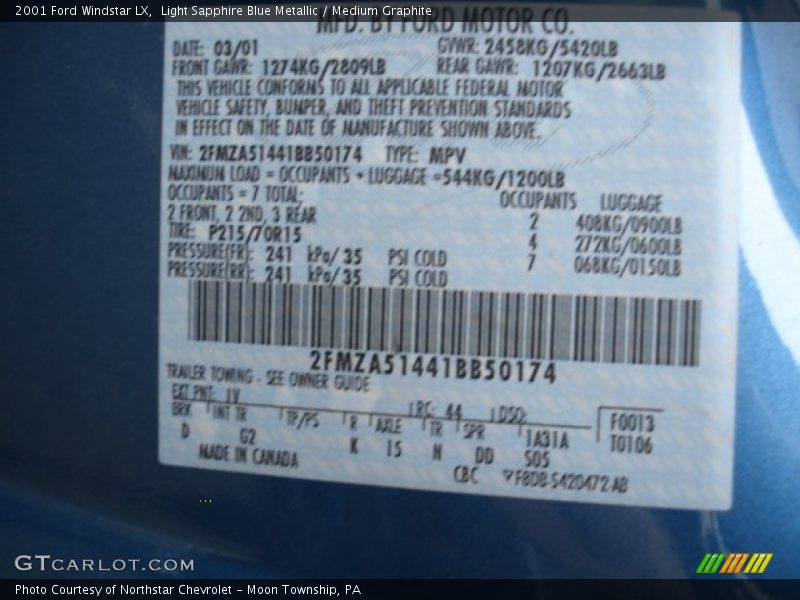 2001 Ford Windstar LX,  Light Sapphire Blue Metallic / Medium Graphite
MFD. BY FORD MOTOR CO.
DATE: 03/01 GVWR: 2458KG/5420LB
FRONT GAWR: 1274KG/2809LB REAR GAWR: 1207KG/2663LB
THIS VEHICLE CONFORMS TO ALL APPLICABLE FEDERAL MOTOR
VEHICLE SAFETY, BUMPER, AND THEFT PREVENTION STANDARDS
IN EFFECT ON THE DATE OF MANUFACTURE SHOWN ABOVE.
VIN: 2FMZA51441BB50174 TYPE: MPV
MAXIMUM LOAD = OCCUPANTS + LUGGAGE =544KG/1200LB
OCCUPANTS = 7 TOTAL; OCCUPANTS LUGGAGE
2 FRONT, 2 2ND, 3 REAR 2 408KG/0900LB
TIRE: P215/70R15 4 272KG/0600LB
PRESSURE(FR): 241 kPa/ 35 PSI COLD 7 068KG/0150LB
PRESSURE(RR): 241 kPa/ 35 PSI COLD
2FMZA51441BB50174
TRAILER TOWING - SEE OWNER GUIDE
EXT PNT: IV RC: 44 DSO: F0013
BRK INT TR TP/PS R AXLE TR SPR 1A31A T0106
D G2 K 15 N DD S05
MADE IN CANADA CBC F8DB-5420472-AB
GTCARLOT.COM
Photo Courtesy of Northstar Chevrolet - Moon Township, PA